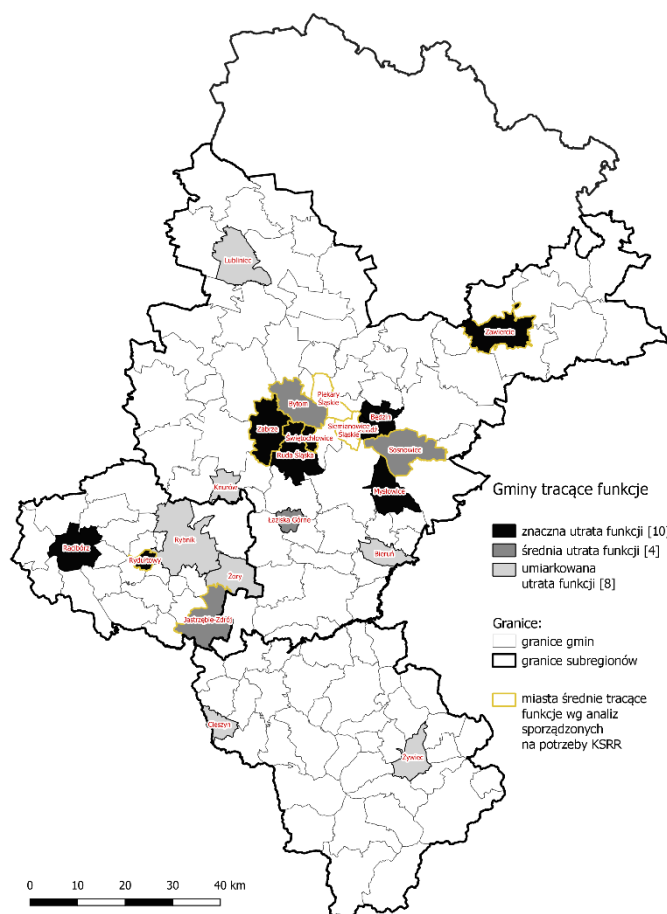 Lubliniec
Zawiercie
Piekary
Śląskie
Bytom
Będzin
Zabrze
Siemianowice
Śląskie
Świętochłowice
Sosnowiec
Ruda Śląska
Mysłowice
Knurów
Łaziska Górne
Rybnik
Racibórz
Bieruń
Rydułtowy
Żory
Jastrzębie-Zdrój
Cieszyn
Żywiec
Gminy tracące funkcje
znaczna utrata funkcji [10]
średnia utrata funkcji [4]
umiarkowana
utrata funkcji [8]
Granice:
granice gmin
granice subregionów
miasta średnie tracące
funkcje wg analiz
sporządzonych
na potrzeby KSRR
0 10 20 30 40 km